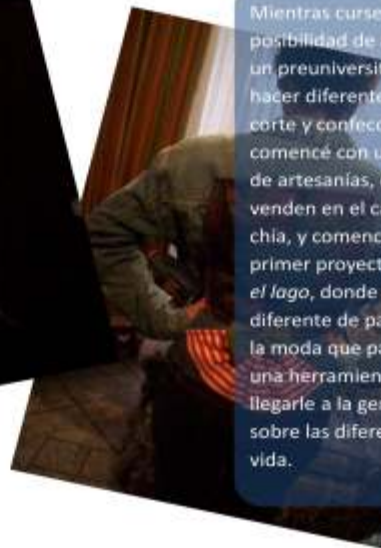 Mientras curse
posibilidad de
un preuniversit
hacer diferente
corte y confecc
comencé con u
de artesanías,
venden en el c
chía, y comenc
primer proyect
el lago, donde
diferente de pa
la moda que pa
una herramien
llegarle a la ge
sobre las difere
vida.